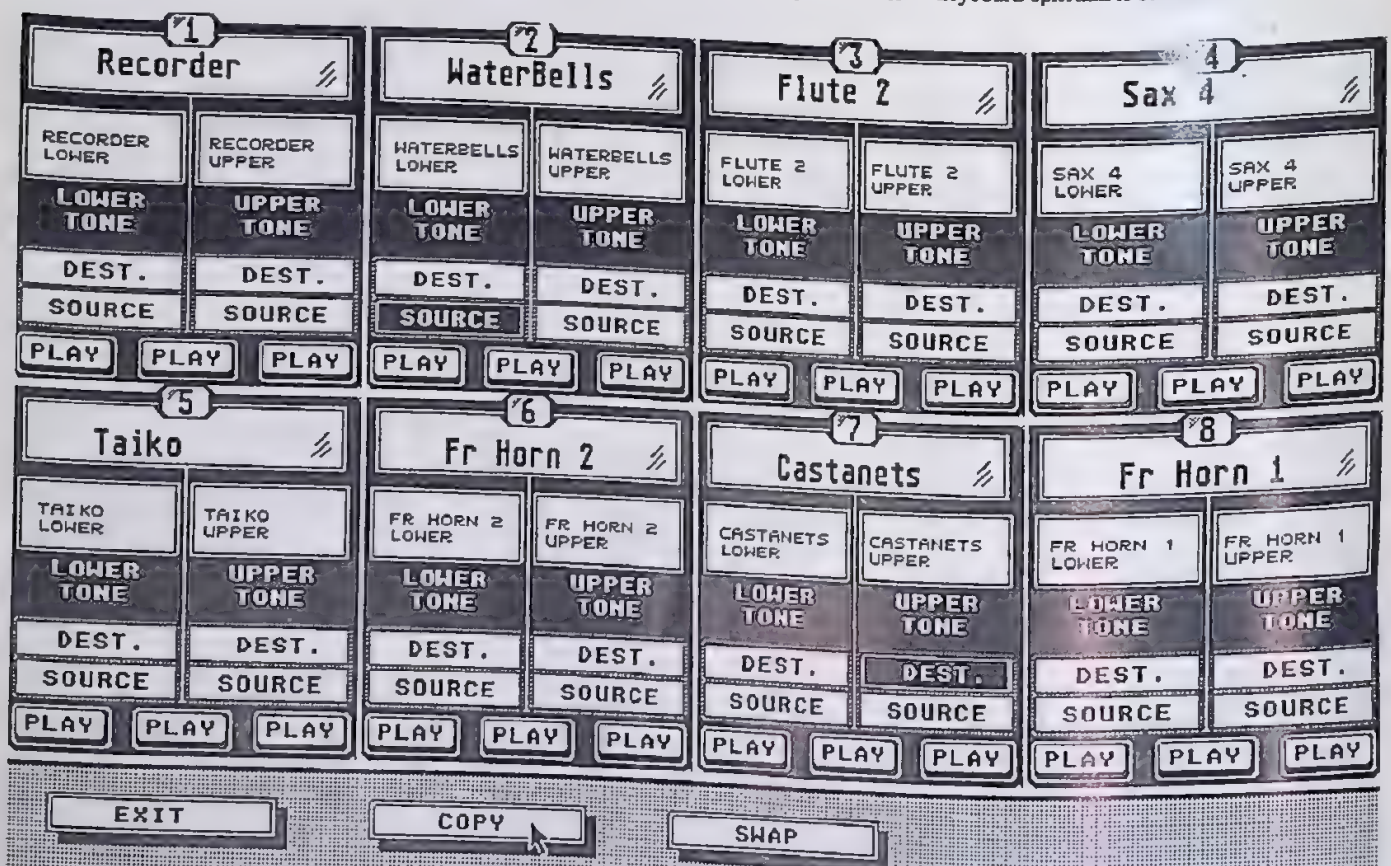 1 2 3 4
Recorder WaterBells Flute 2 Sax 4
RECORDER LOWER RECORDER UPPER WATERBELLS LOWER WATERBELLS UPPER FLUTE 2 LOWER FLUTE 2 UPPER SAX 4 LOWER SAX 4 UPPER
LOWER TONE UPPER TONE LOWER TONE UPPER TONE LOWER TONE UPPER TONE LOWER TONE UPPER TONE
DEST. DEST. DEST. DEST. DEST. DEST. DEST. DEST.
SOURCE SOURCE SOURCE SOURCE SOURCE SOURCE SOURCE SOURCE
PLAY PLAY PLAY PLAY PLAY PLAY PLAY PLAY PLAY PLAY PLAY PLAY
5 6 7 8
Taiko Fr Horn 2 Castanets Fr Horn 1
TAIKO LOWER TAIKO UPPER FR HORN 2 LOWER FR HORN 2 UPPER CASTANETS LOWER CASTANETS UPPER FR HORN 1 LOWER FR HORN 1 UPPER
LOWER TONE UPPER TONE LOWER TONE UPPER TONE LOWER TONE UPPER TONE LOWER TONE UPPER TONE
DEST. DEST. DEST. DEST. DEST. DEST. DEST. DEST.
SOURCE SOURCE SOURCE SOURCE SOURCE SOURCE SOURCE SOURCE
PLAY PLAY PLAY PLAY PLAY PLAY PLAY PLAY PLAY PLAY PLAY PLAY
EXIT COPY SWAP